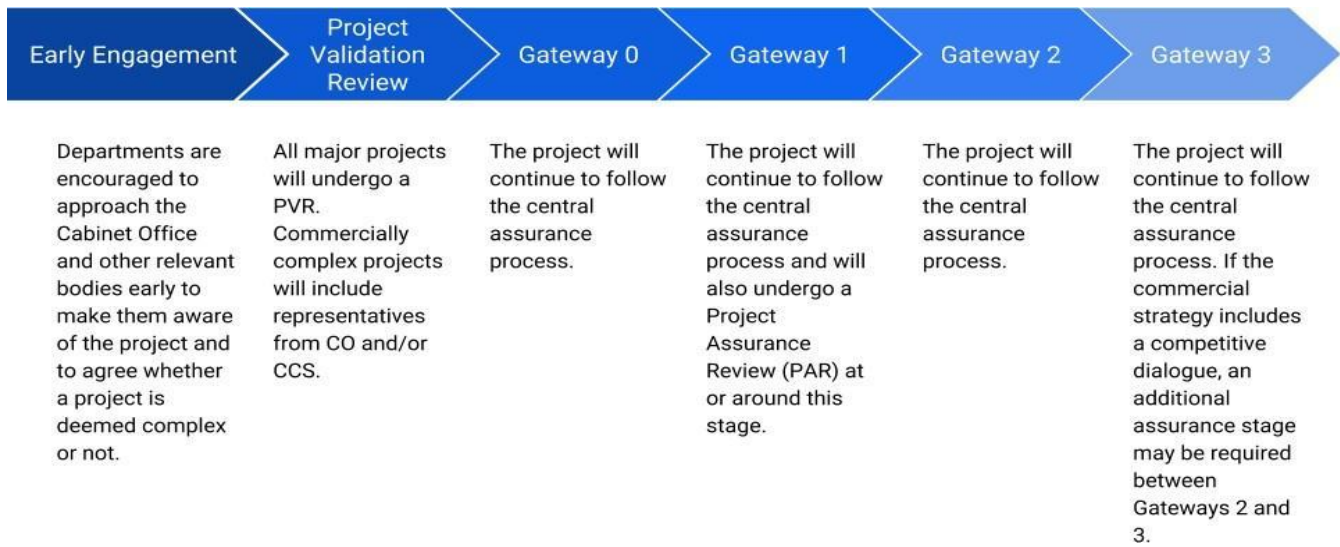 Early Engagement
Project
Validation
Review
Gateway 0
Gateway 1
Gateway 2
Gateway 3
Departments are
encouraged to
approach the
Cabinet Office
and other relevant
bodies early to
make them aware
of the project and
to agree whether
a project is
deemed complex
or not.
All major projects
will undergo a
PVR.
Commercially
complex projects
will include
representatives
from CO and/or
CCS.
The project will
continue to follow
the central
assurance
process.
The project will
continue to follow
the central
assurance
process and will
also undergo a
Project
Assurance
Review (PAR) at
or around this
stage.
The project will
continue to follow
the central
assurance
process.
The project will
continue to follow
the central
assurance
process. If the
commercial
strategy includes
a competitive
dialogue, an
additional
assurance stage
may be required
between
Gateways 2 and
3.